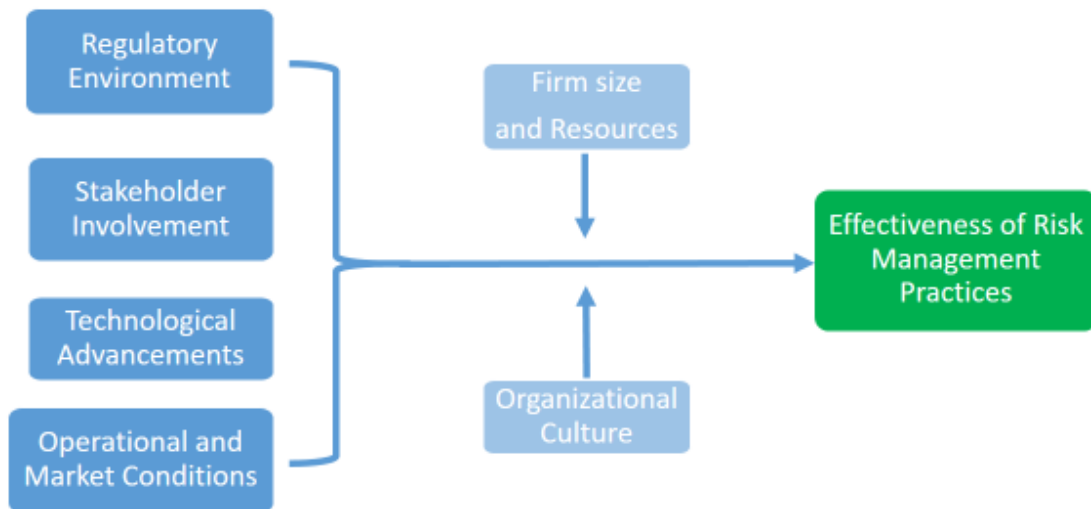 Regulatory
Environment
Firm size
and Resources
Stakeholder
Involvement
Effectiveness of Risk
Management
Practices
Technological
Advancements
Organizational
Culture
Operational and
Market Conditions